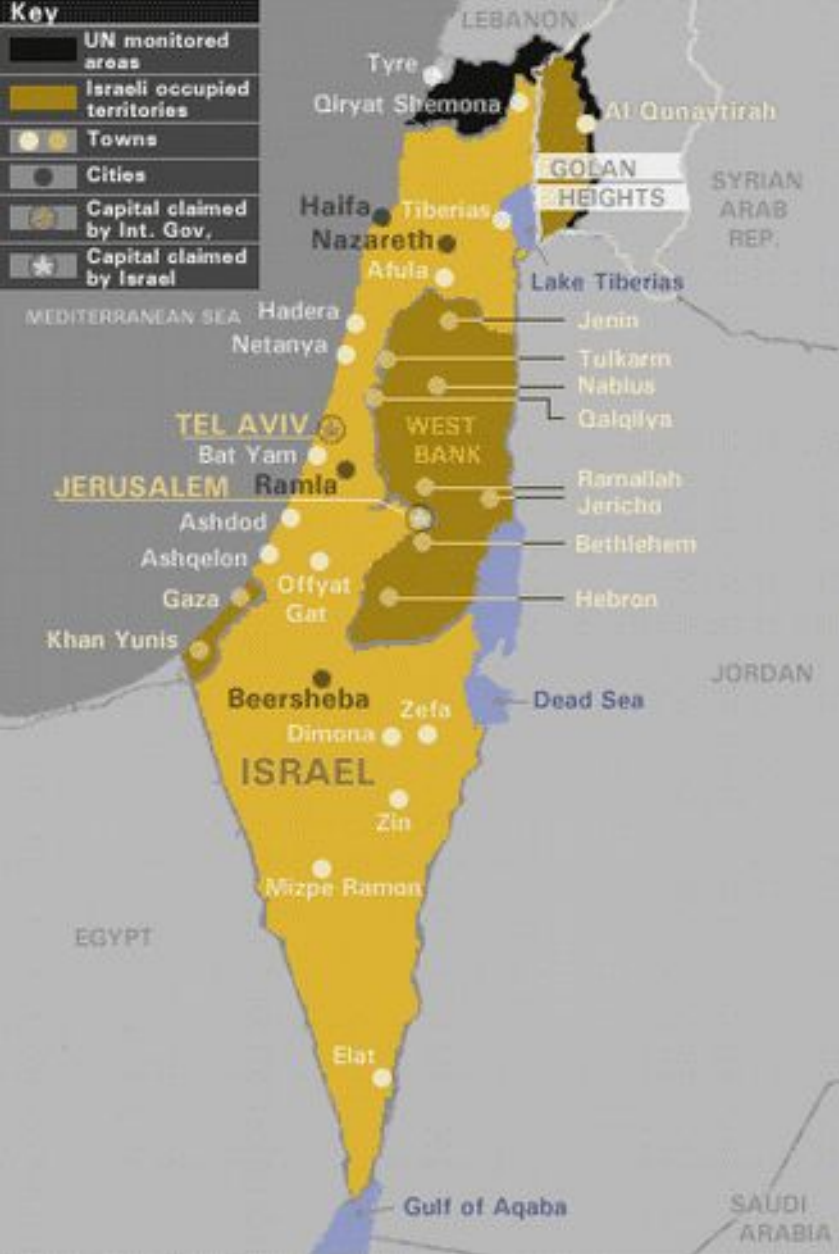 Key
UN monitored
areas
Israeli occupied
territories
Towns
Cities
Capital claimed
by Int. Gov,
Capital claimed
by Israel
LEBANON
Tyre
Qiryat Shemona
Al Qunaytirah
GOLAN
HEIGHTS
SYRIAN
ARAB
REP.
Haifa
Tiberias
Nazareth
Afula
Lake Tiberias
MEDITERRANEAN SEA
Hadera
Jenin
Netanya
Tulkarm
Nablus
Qalqilya
TEL AVIV
WEST
BANK
Bat Yam
Ramla
JERUSALEM
Ramallah
Jericho
Ashdod
Bethlehem
Ashqelon
Offyat
Gat
Gaza
Hebron
Khan Yunis
JORDAN
Beersheba
Dead Sea
Zefa
Dimona
ISRAEL
Zin
Mizpe Ramon
EGYPT
Elat
Gulf of Aqaba
SAUDI
ARABIA